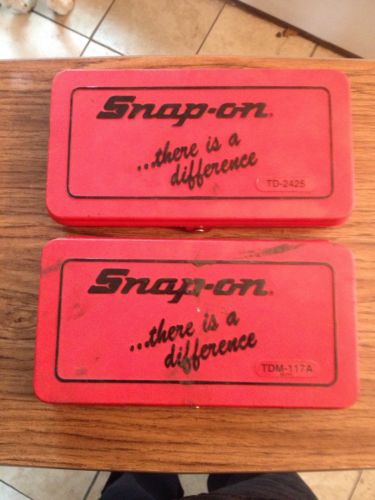 Snap-on
...there is a
difference
TD-2425
Snap-on
...there is a
difference
TDM-117A